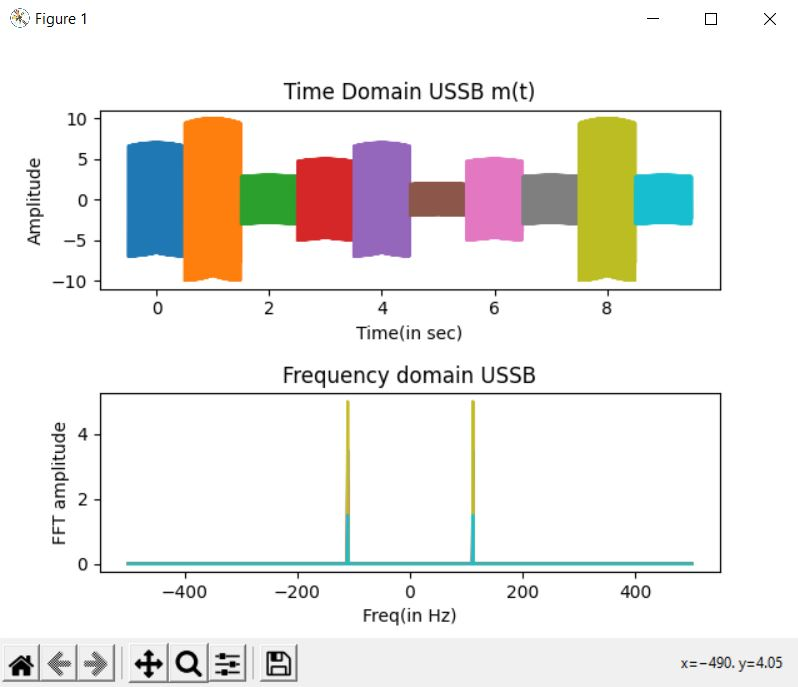 Figure 1
Time Domain USSB m(t)
10
5
0
−5
−10
Amplitude
0 2 4 6 8
Time(in sec)
Frequency domain USSB
4
2
0
FFT amplitude
−400 −200 0 200 400
Freq(in Hz)
x=−490. y=4.05